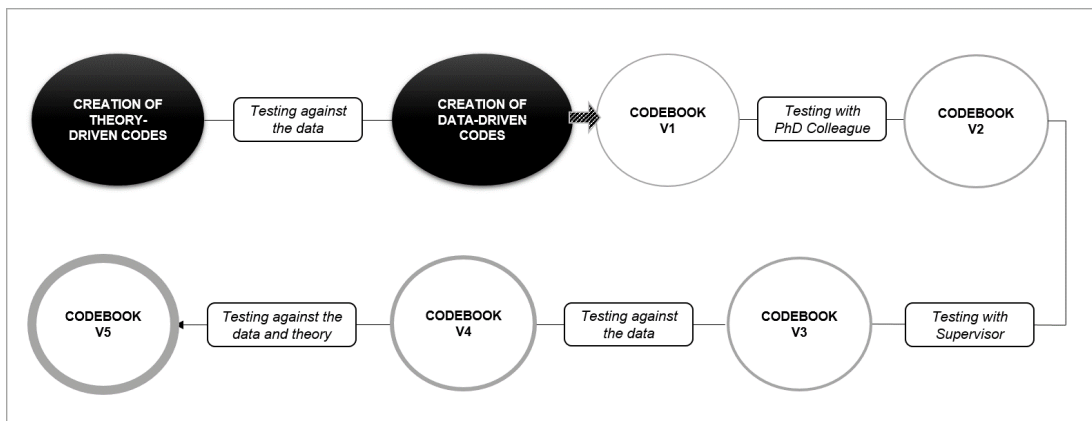 CREATION OF
THEORY-
DRIVEN CODES
Testing against
the data
CREATION OF
DATA-DRIVEN
CODES
CODEBOOK
V1
Testing with
PhD Colleague
CODEBOOK
V2
Testing with
Supervisor
CODEBOOK
V3
Testing against
the data
CODEBOOK
V4
Testing against the
data and theory
CODEBOOK
V5